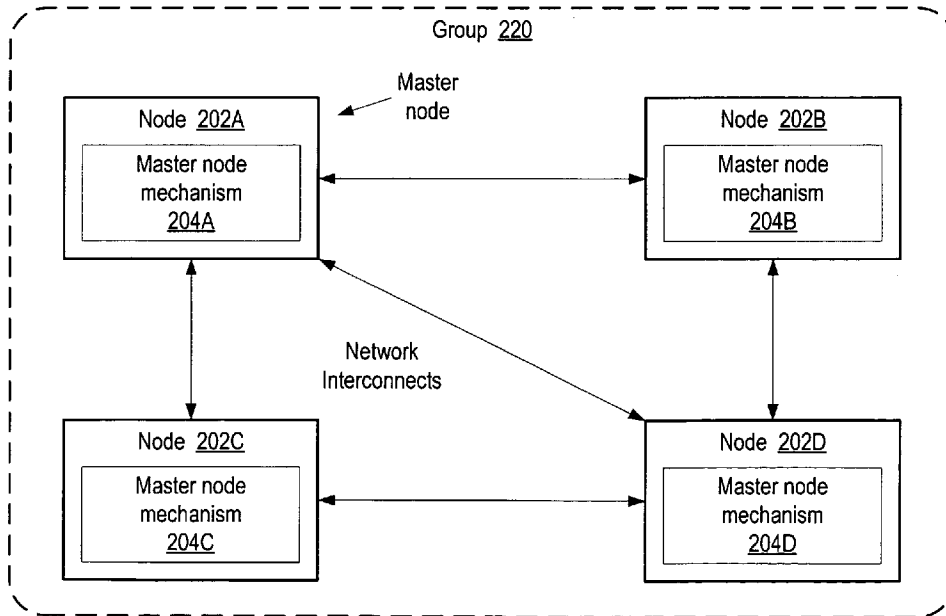 Group 220
Master
node
Node 202A
Master node
mechanism
204A
Node 202B
Master node
mechanism
204B
Network
Interconnects
Node 202C
Master node
mechanism
204C
Node 202D
Master node
mechanism
204D